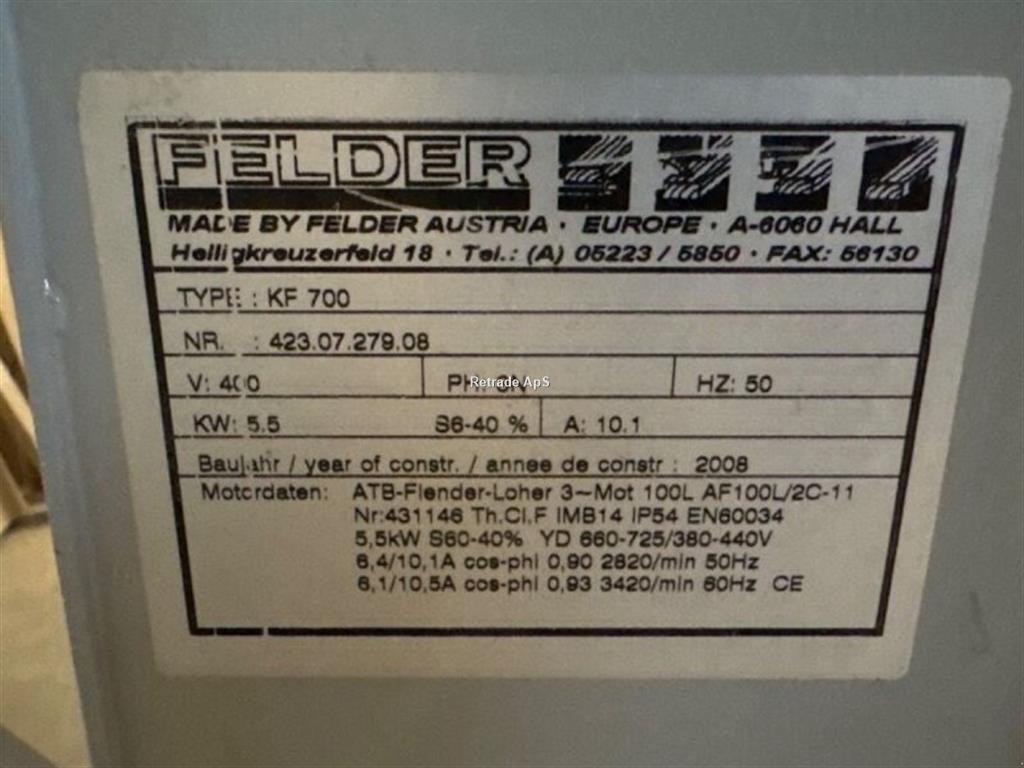 FELDER
MADE BY FELDER AUSTRIA · EUROPE · A-6060 HALL
Heiligkreuzerfeld 18 · Tel.: (A) 05223 / 5850 · FAX: 56130
TYPE : KF 700
NR. : 423.07.279.08
V: 400 PH: 3N HZ: 50
Retrade ApS
KW: 5.5 S6-40 % A: 10.1
Baujahr / year of constr. / annee de constr : 2008
Motordaten: ATB-Flender-Loher 3~Mot 100L AF100L/2C-11
Nr:431146 Th.Cl.F IMB14 IP54 EN60034
5,5kW S60-40% YD 660-725/380-440V
6,4/10,1A cos-phi 0,90 2820/min 50Hz
6,1/10,5A cos-phi 0,93 3420/min 60Hz CE